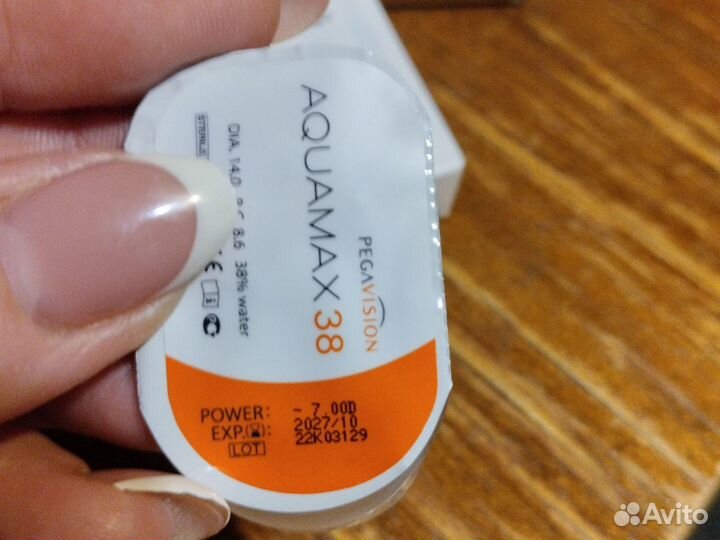 PEGAVISION
AQUAMAX 38
DIA. 14.0 B.C. 8.6 38% water
STERILE
CE
POWER: - 7.00D
EXP.: 2027/10
LOT 22K03129
Avito